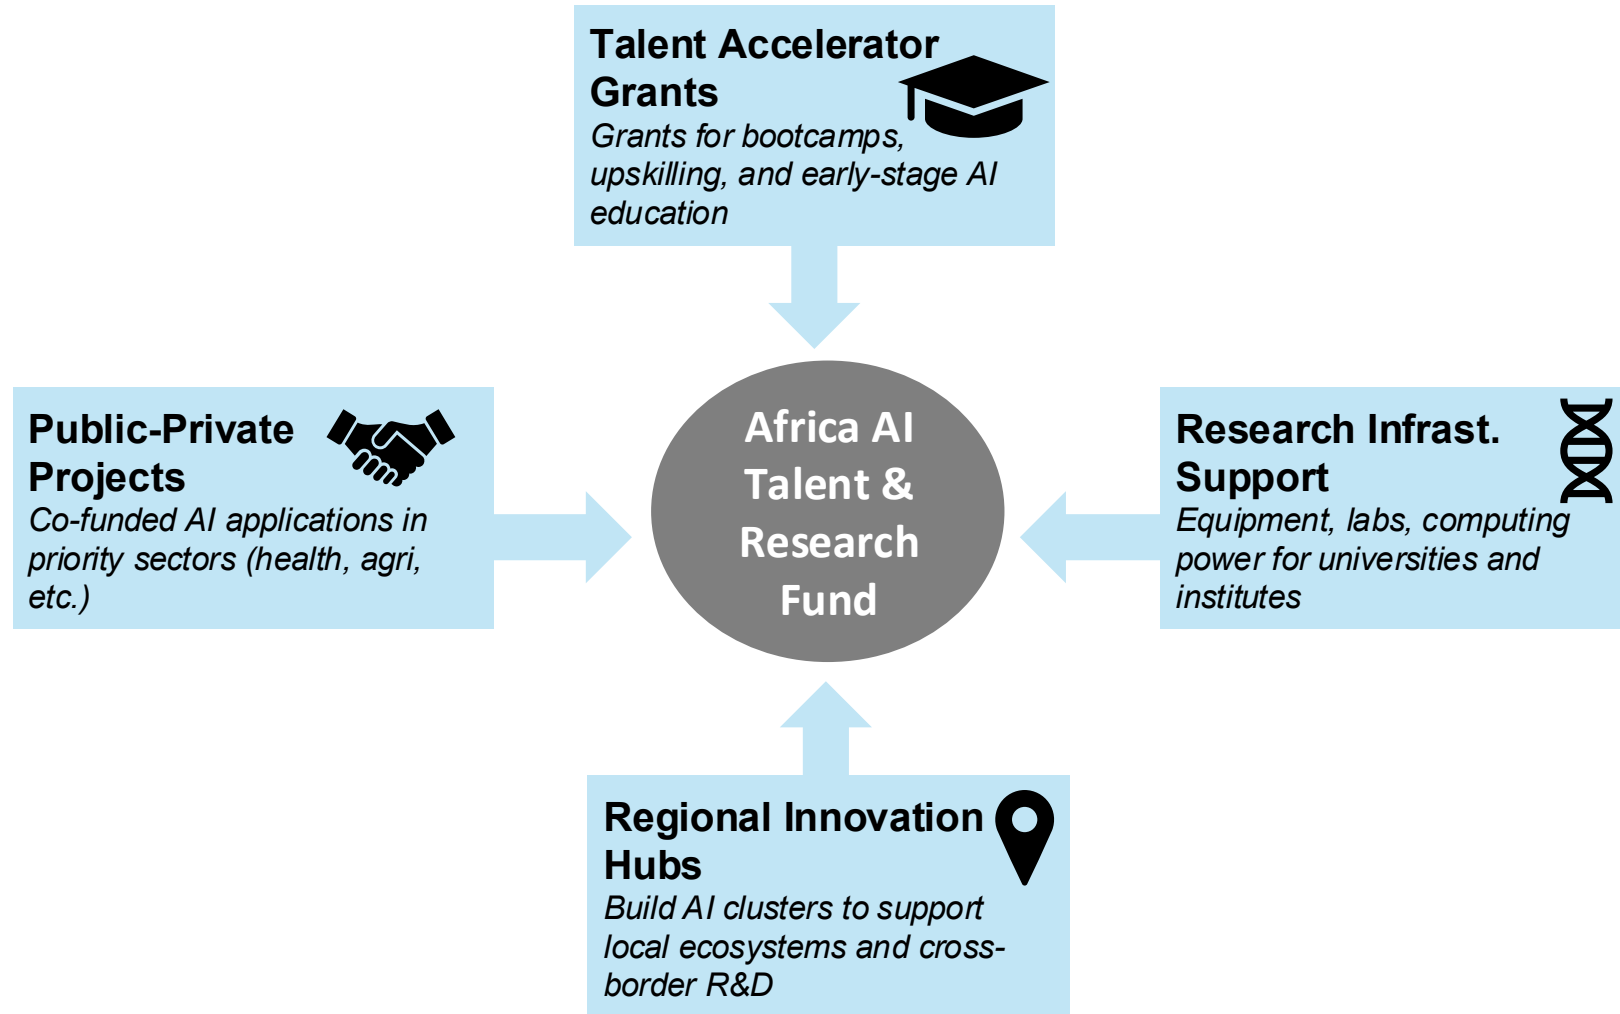 Talent Accelerator
Grants
Grants for bootcamps,
upskilling, and early-stage AI
education
Public-Private
Projects
Co-funded AI applications in
priority sectors (health, agri,
etc.)
Africa AI
Talent &
Research
Fund
Research Infrast.
Support
Equipment, labs, computing
power for universities and
institutes
Regional Innovation
Hubs
Build AI clusters to support
local ecosystems and cross-
border R&D